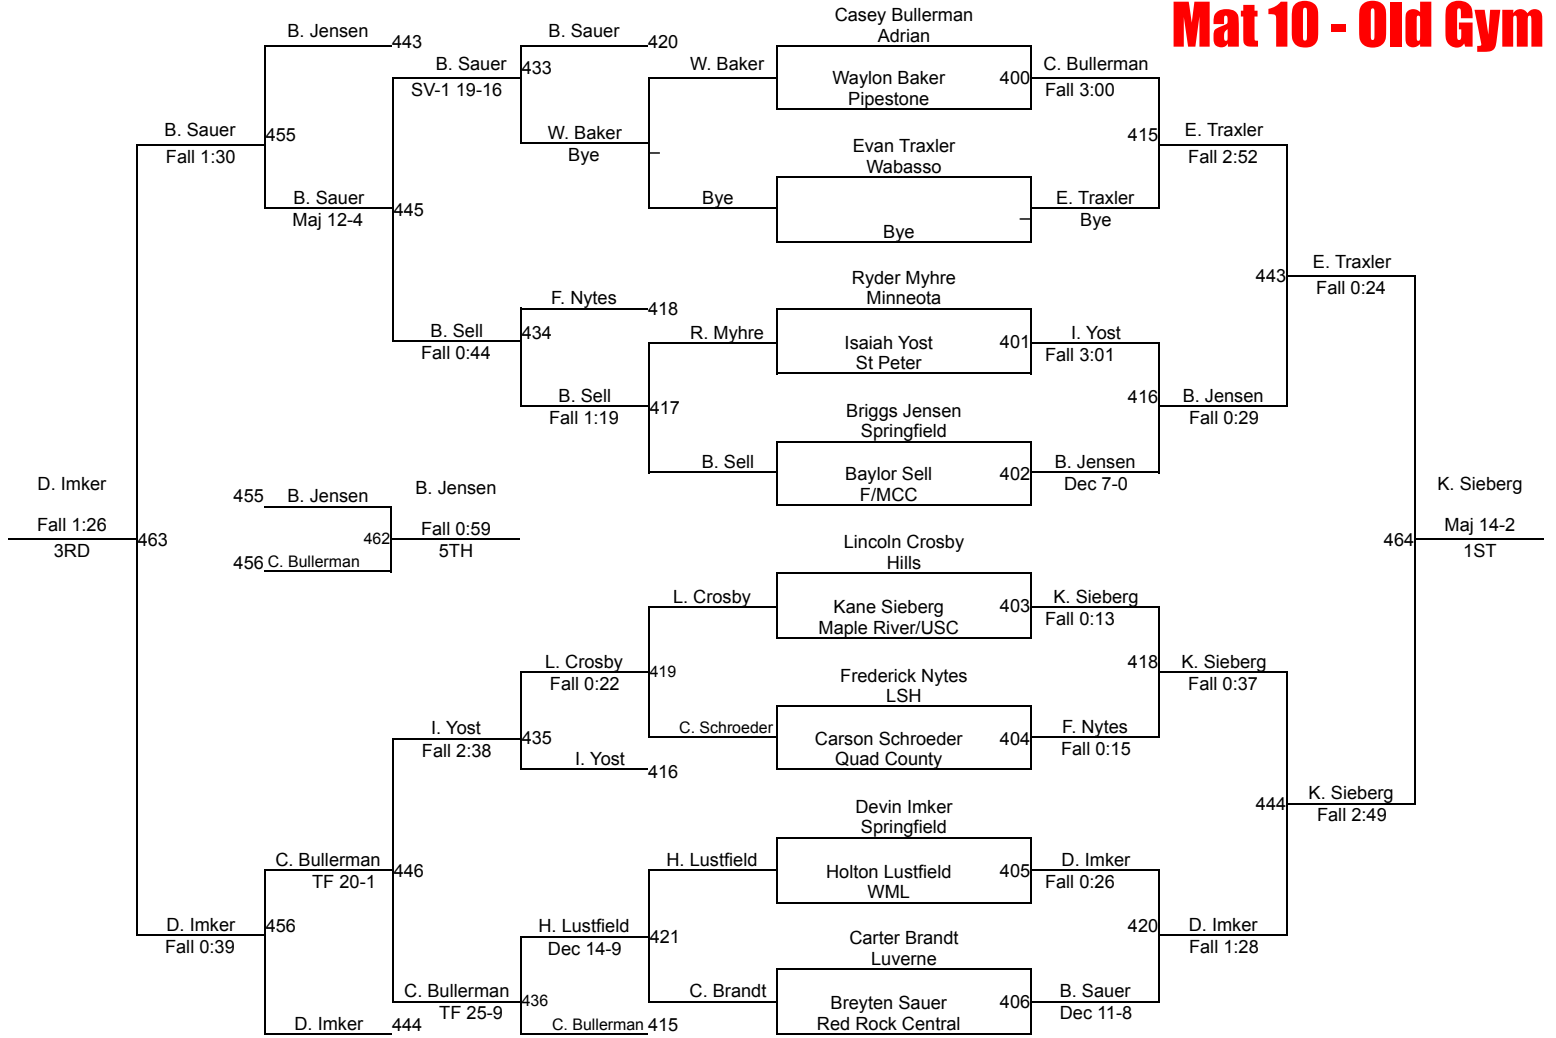 Mat 10 - Old Gym
Casey Bullerman
Adrian
B. Jensen
443
B. Sauer
420
B. Sauer
SV-1 19-16
433
W. Baker
Waylon Baker
Pipestone
400
C. Bullerman
Fall 3:00
B. Sauer
Fall 1:30
455
W. Baker
Bye
Evan Traxler
Wabasso
415
E. Traxler
Fall 2:52
B. Sauer
Maj 12-4
445
Bye
Bye
E. Traxler
Bye
Ryder Myhre
Minneota
443
E. Traxler
Fall 0:24
F. Nytes
418
B. Sell
Fall 0:44
434
R. Myhre
Isaiah Yost
St Peter
401
I. Yost
Fall 3:01
B. Sell
Fall 1:19
417
Briggs Jensen
Springfield
416
B. Jensen
Fall 0:29
B. Sell
Baylor Sell
F/MCC
402
B. Jensen
Dec 7-0
D. Imker
Fall 1:26
3RD
463
455
B. Jensen
B. Jensen
Fall 0:59
5TH
462
456
C. Bullerman
K. Sieberg
Maj 14-2
1ST
464
Lincoln Crosby
Hills
L. Crosby
Kane Sieberg
Maple River/USC
403
K. Sieberg
Fall 0:13
L. Crosby
Fall 0:22
419
Frederick Nytes
LSH
418
K. Sieberg
Fall 0:37
I. Yost
Fall 2:38
435
C. Schroeder
Carson Schroeder
Quad County
404
F. Nytes
Fall 0:15
I. Yost
416
Devin Imker
Springfield
444
K. Sieberg
Fall 2:49
C. Bullerman
TF 20-1
446
H. Lustfield
Holton Lustfield
WML
405
D. Imker
Fall 0:26
D. Imker
Fall 0:39
456
H. Lustfield
Dec 14-9
421
Carter Brandt
Luverne
420
D. Imker
Fall 1:28
C. Bullerman
TF 25-9
436
C. Brandt
Breyten Sauer
Red Rock Central
406
B. Sauer
Dec 11-8
D. Imker
444
C. Bullerman
415